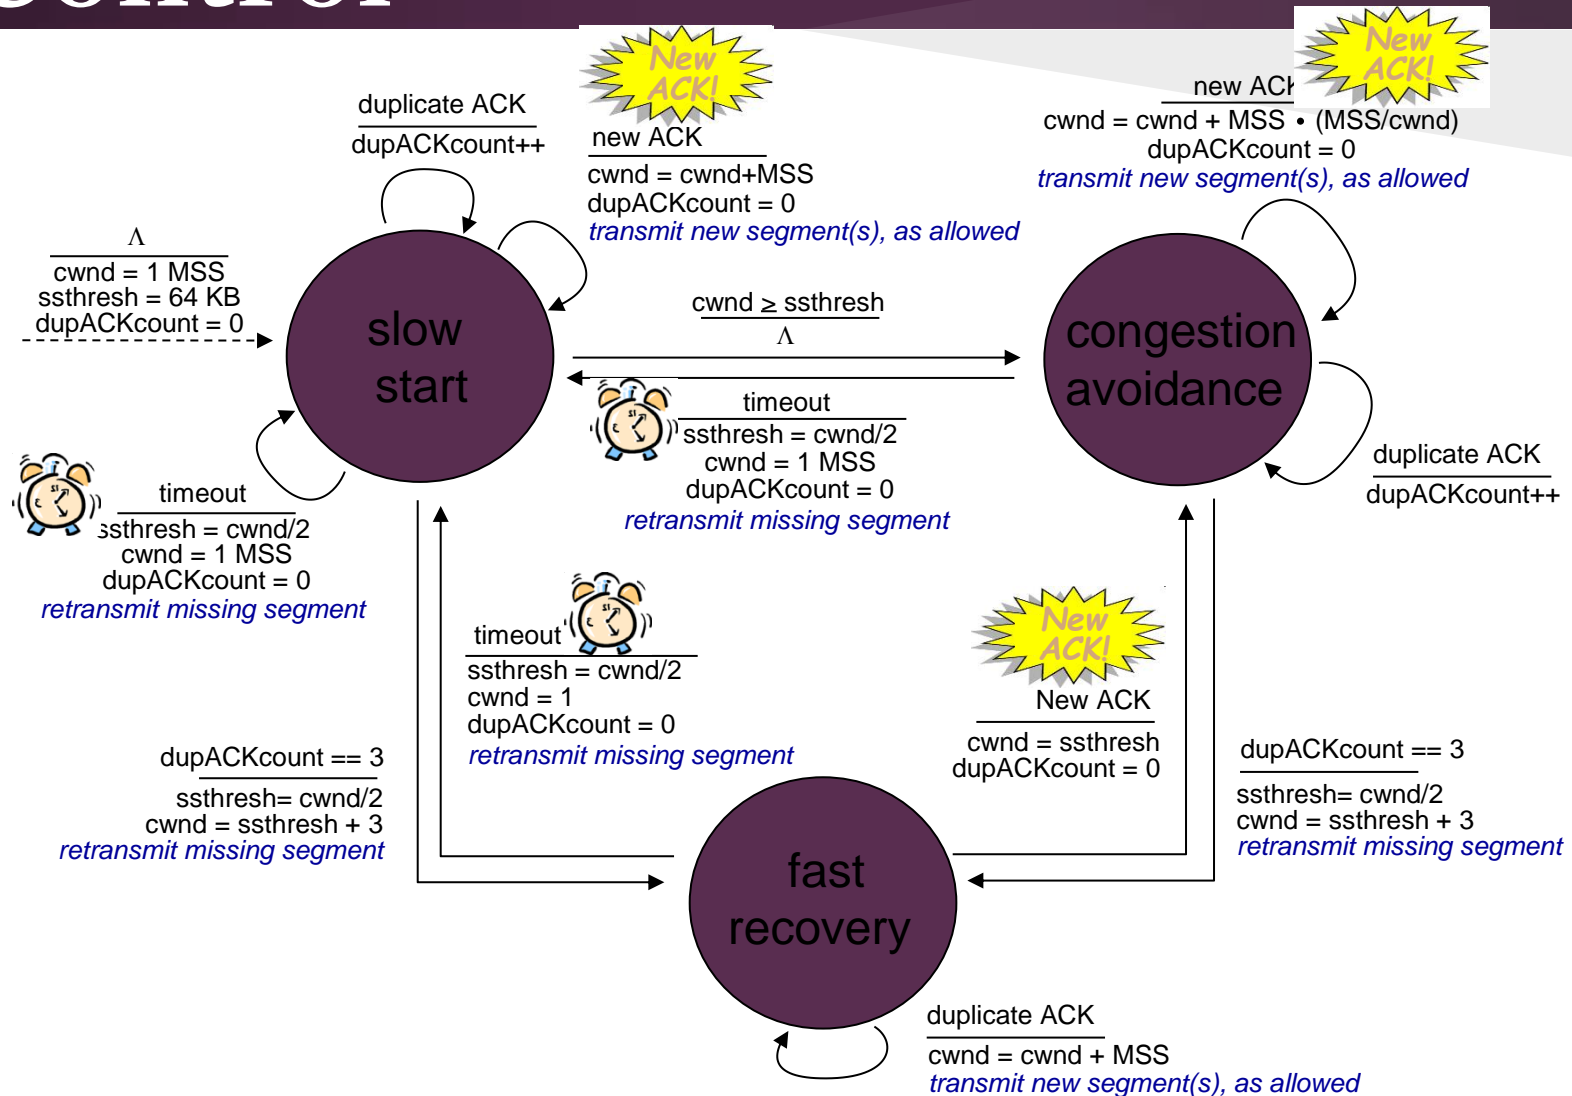 control
New
ACK!
New
ACK!
duplicate ACK
dupACKcount++
new ACK
cwnd = cwnd+MSS
dupACKcount = 0
transmit new segment(s), as allowed
new ACK
cwnd = cwnd + MSS • (MSS/cwnd)
dupACKcount = 0
transmit new segment(s), as allowed
Λ
cwnd = 1 MSS
ssthresh = 64 KB
dupACKcount = 0
slow
start
cwnd ≥ ssthresh
Λ
congestion
avoidance
timeout
ssthresh = cwnd/2
cwnd = 1 MSS
dupACKcount = 0
retransmit missing segment
duplicate ACK
dupACKcount++
timeout
ssthresh = cwnd/2
cwnd = 1 MSS
dupACKcount = 0
retransmit missing segment
timeout
ssthresh = cwnd/2
cwnd = 1
dupACKcount = 0
retransmit missing segment
New
ACK!
New ACK
cwnd = ssthresh
dupACKcount = 0
dupACKcount == 3
ssthresh= cwnd/2
cwnd = ssthresh + 3
retransmit missing segment
dupACKcount == 3
ssthresh= cwnd/2
cwnd = ssthresh + 3
retransmit missing segment
fast
recovery
duplicate ACK
cwnd = cwnd + MSS
transmit new segment(s), as allowed